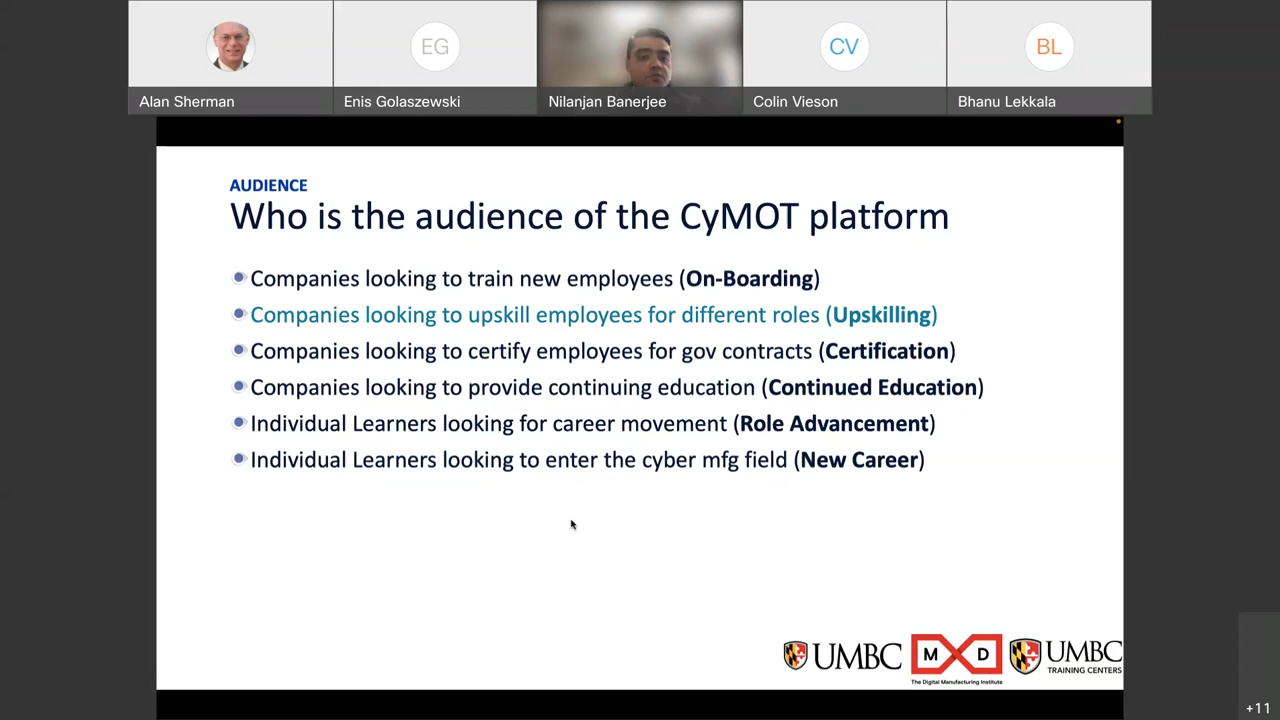 EG
CV
BL
Alan Sherman
Enis Golaszewski
Nilanjan Banerjee
Colin Vieson
Bhanu Lekkala
AUDIENCE
Who is the audience of the CyMOT platform
Companies looking to train new employees (On-Boarding)
Companies looking to upskill employees for different roles (Upskilling)
Companies looking to certify employees for gov contracts (Certification)
Companies looking to provide continuing education (Continued Education)
Individual Learners looking for career movement (Role Advancement)
Individual Learners looking to enter the cyber mfg field (New Career)
UMBC
M D
The Digital Manufacturing Institute
UMBC
TRAINING CENTERS
+11